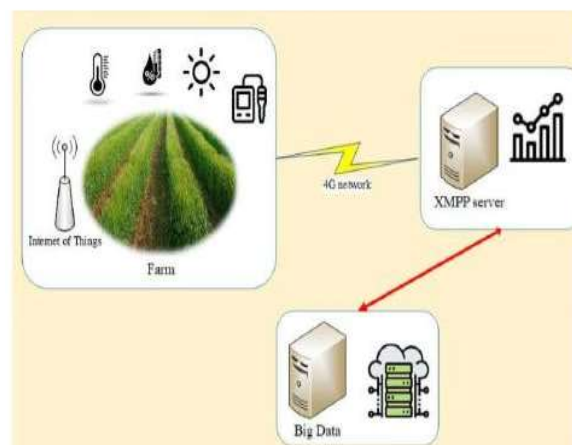 Internet of Things
Farm
4G network
XMPP server
Big Data
%